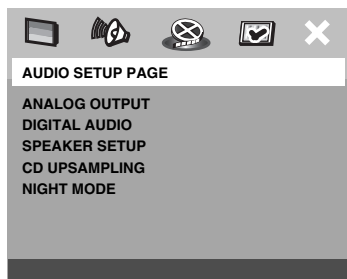 AUDIO SETUP PAGE
ANALOG OUTPUT
DIGITAL AUDIO
SPEAKER SETUP
CD UPSAMPLING
NIGHT MODE